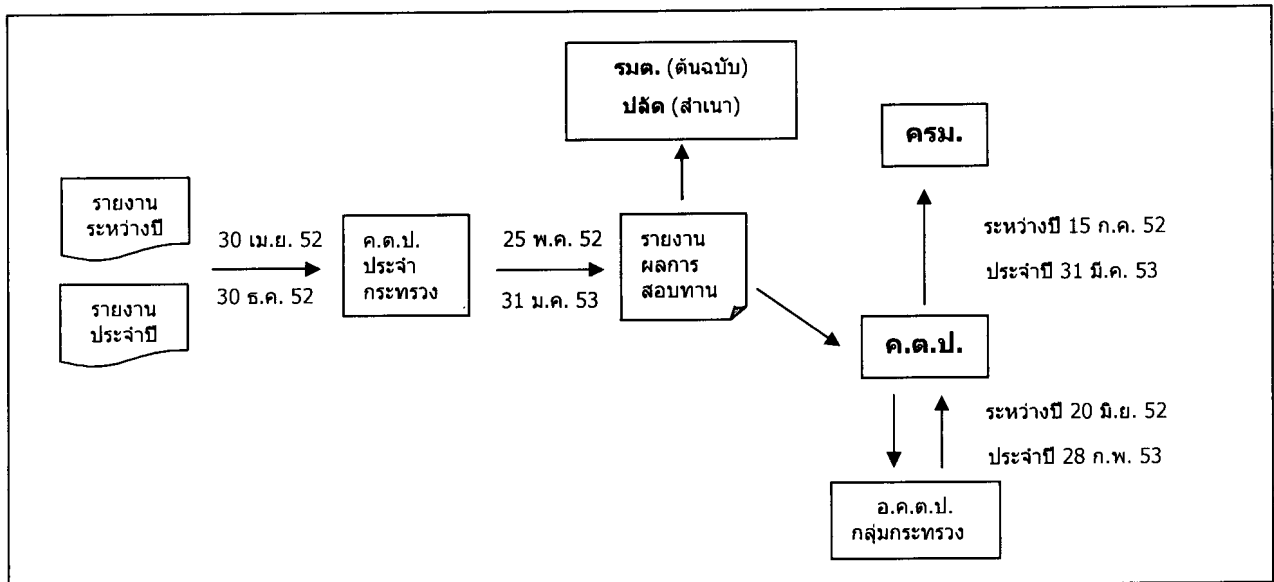 รมต. (ต้นฉบับ)
ปลัด (สำเนา)
ครม.
รายงาน
ระหว่างปี
30 เม.ย. 52
30 ธ.ค. 52
ค.ต.ป.
ประจำ
กระทรวง
25 พ.ค. 52
31 ม.ค. 53
รายงาน
ผลการ
สอบทาน
ระหว่างปี 15 ก.ค. 52
ประจำปี 31 มี.ค. 53
รายงาน
ประจำปี
ค.ต.ป.
ระหว่างปี 20 มิ.ย. 52
ประจำปี 28 ก.พ. 53
อ.ค.ต.ป.
กลุ่มกระทรวง